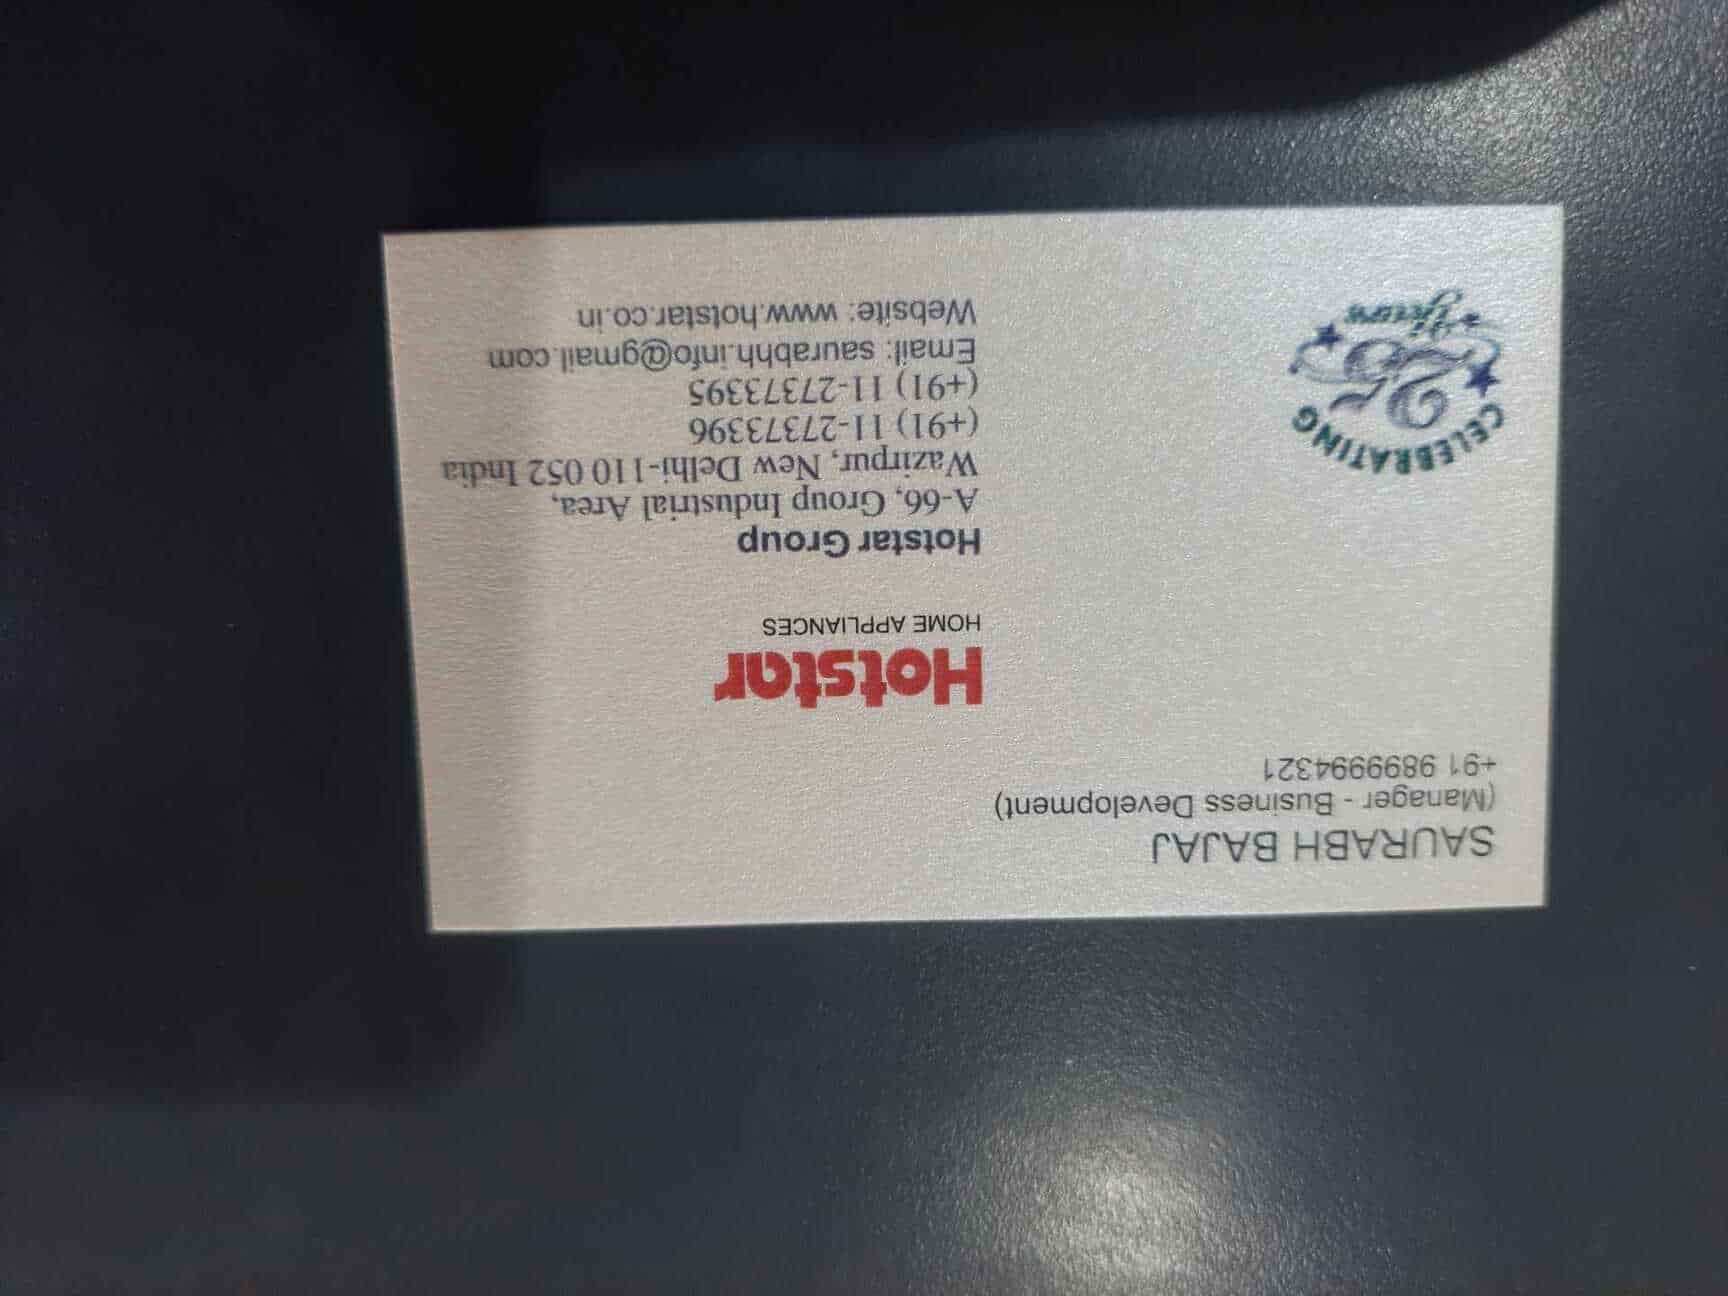 SAURABH BAJAJ
(Manager - Business Development)
+91 9899994321
Hotstar
HOME APPLIANCES
Hotstar Group
A-66, Group Industrial Area,
Wazirpur, New Delhi-110 052 India
(+91) 11-27373396
(+91) 11-27373395
Email: saurabhh.info@gmail.com
Website: www.hotstar.co.in
CELEBRATING
25
Years